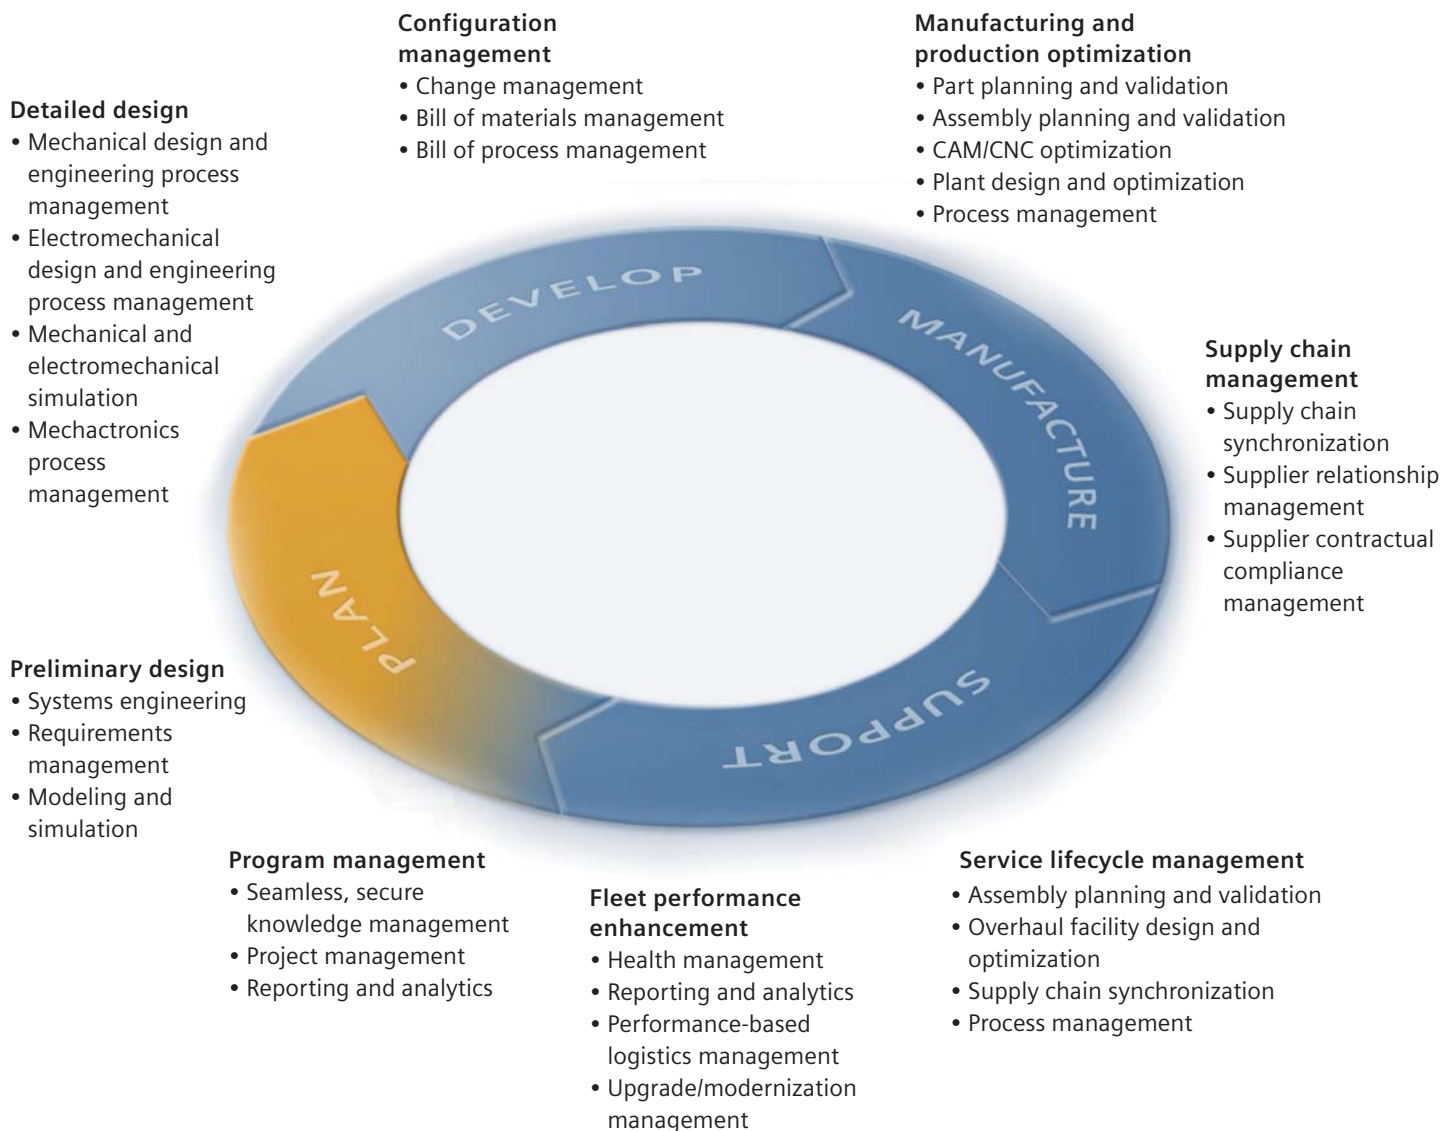 Configuration
management
• Change management
• Bill of materials management
• Bill of process management
Manufacturing and
production optimization
• Part planning and validation
• Assembly planning and validation
• CAM/CNC optimization
• Plant design and optimization
• Process management
Detailed design
• Mechanical design and
engineering process
management
• Electromechanical
design and engineering
process management
• Mechanical and
electromechanical
simulation
• Mechactronics
process
management
DEVELOP
MANUFACTURE
SUPPORT
PLAN
Supply chain
management
• Supply chain
synchronization
• Supplier relationship
management
• Supplier contractual
compliance
management
Preliminary design
• Systems engineering
• Requirements
management
• Modeling and
simulation
Program management
• Seamless, secure
knowledge management
• Project management
• Reporting and analytics
Fleet performance
enhancement
• Health management
• Reporting and analytics
• Performance-based
logistics management
• Upgrade/modernization
management
Service lifecycle management
• Assembly planning and validation
• Overhaul facility design and
optimization
• Supply chain synchronization
• Process management